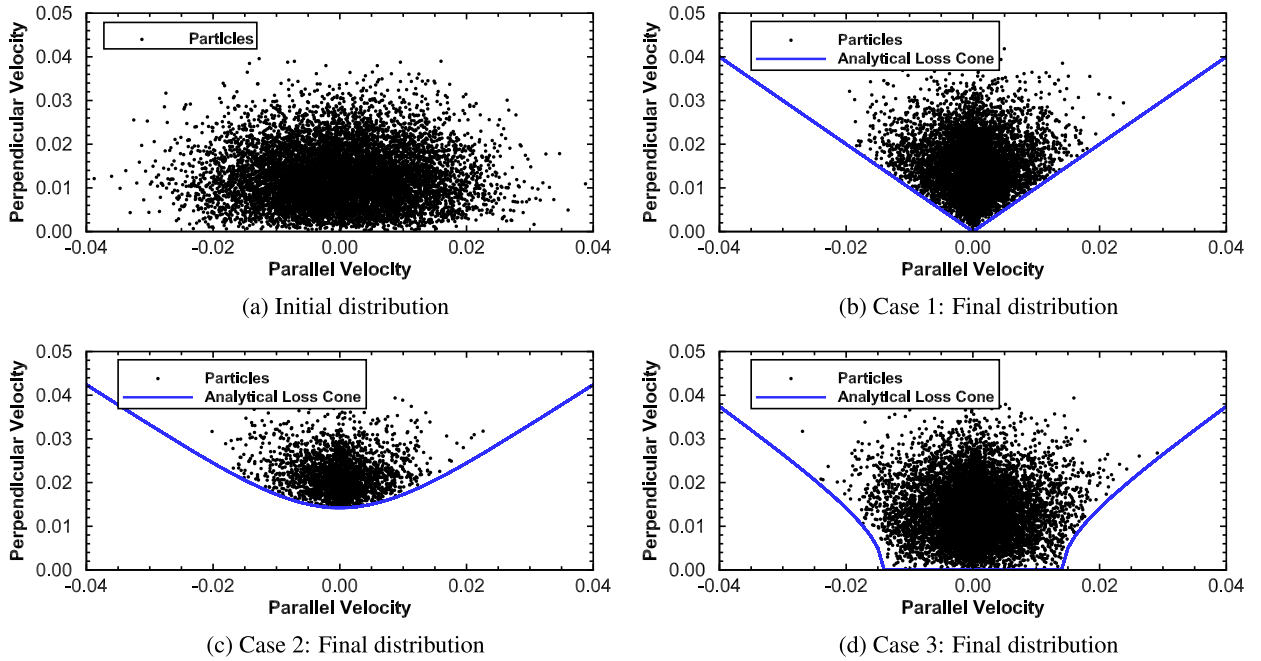 0.05
0.04
0.03
0.02
0.01
0.00
Perpendicular Velocity
Particles
-0.04
-0.02
0.00
0.02
0.04
Parallel Velocity
(a) Initial distribution
0.05
0.04
0.03
0.02
0.01
0.00
Perpendicular Velocity
Particles
Analytical Loss Cone
-0.04
-0.02
0.00
0.02
0.04
Parallel Velocity
(b) Case 1: Final distribution
0.05
0.04
0.03
0.02
0.01
0.00
Perpendicular Velocity
Particles
Analytical Loss Cone
-0.04
-0.02
0.00
0.02
0.04
Parallel Velocity
(c) Case 2: Final distribution
0.05
0.04
0.03
0.02
0.01
0.00
Perpendicular Velocity
Particles
Analytical Loss Cone
-0.04
-0.02
0.00
0.02
0.04
Parallel Velocity
(d) Case 3: Final distribution